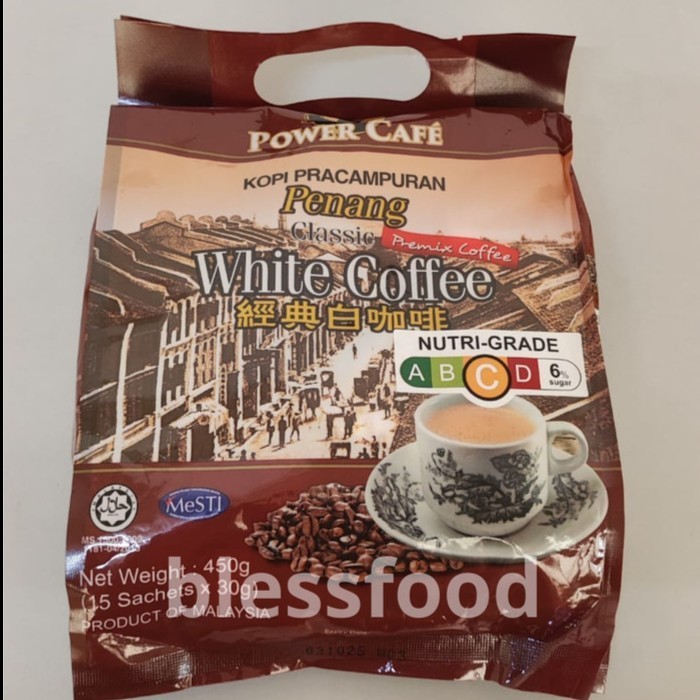 POWER CAFÉ
KOPI PRACAMPURAN
Penang
Classic Premix Coffee
White Coffee
經典白咖啡
NUTRI-GRADE
A B C D 6% sugar
حلال
MeSTI
Net Weight : 450g
(15 Sachets x 30g)
PRODUCT OF MALAYSIA
blessfood